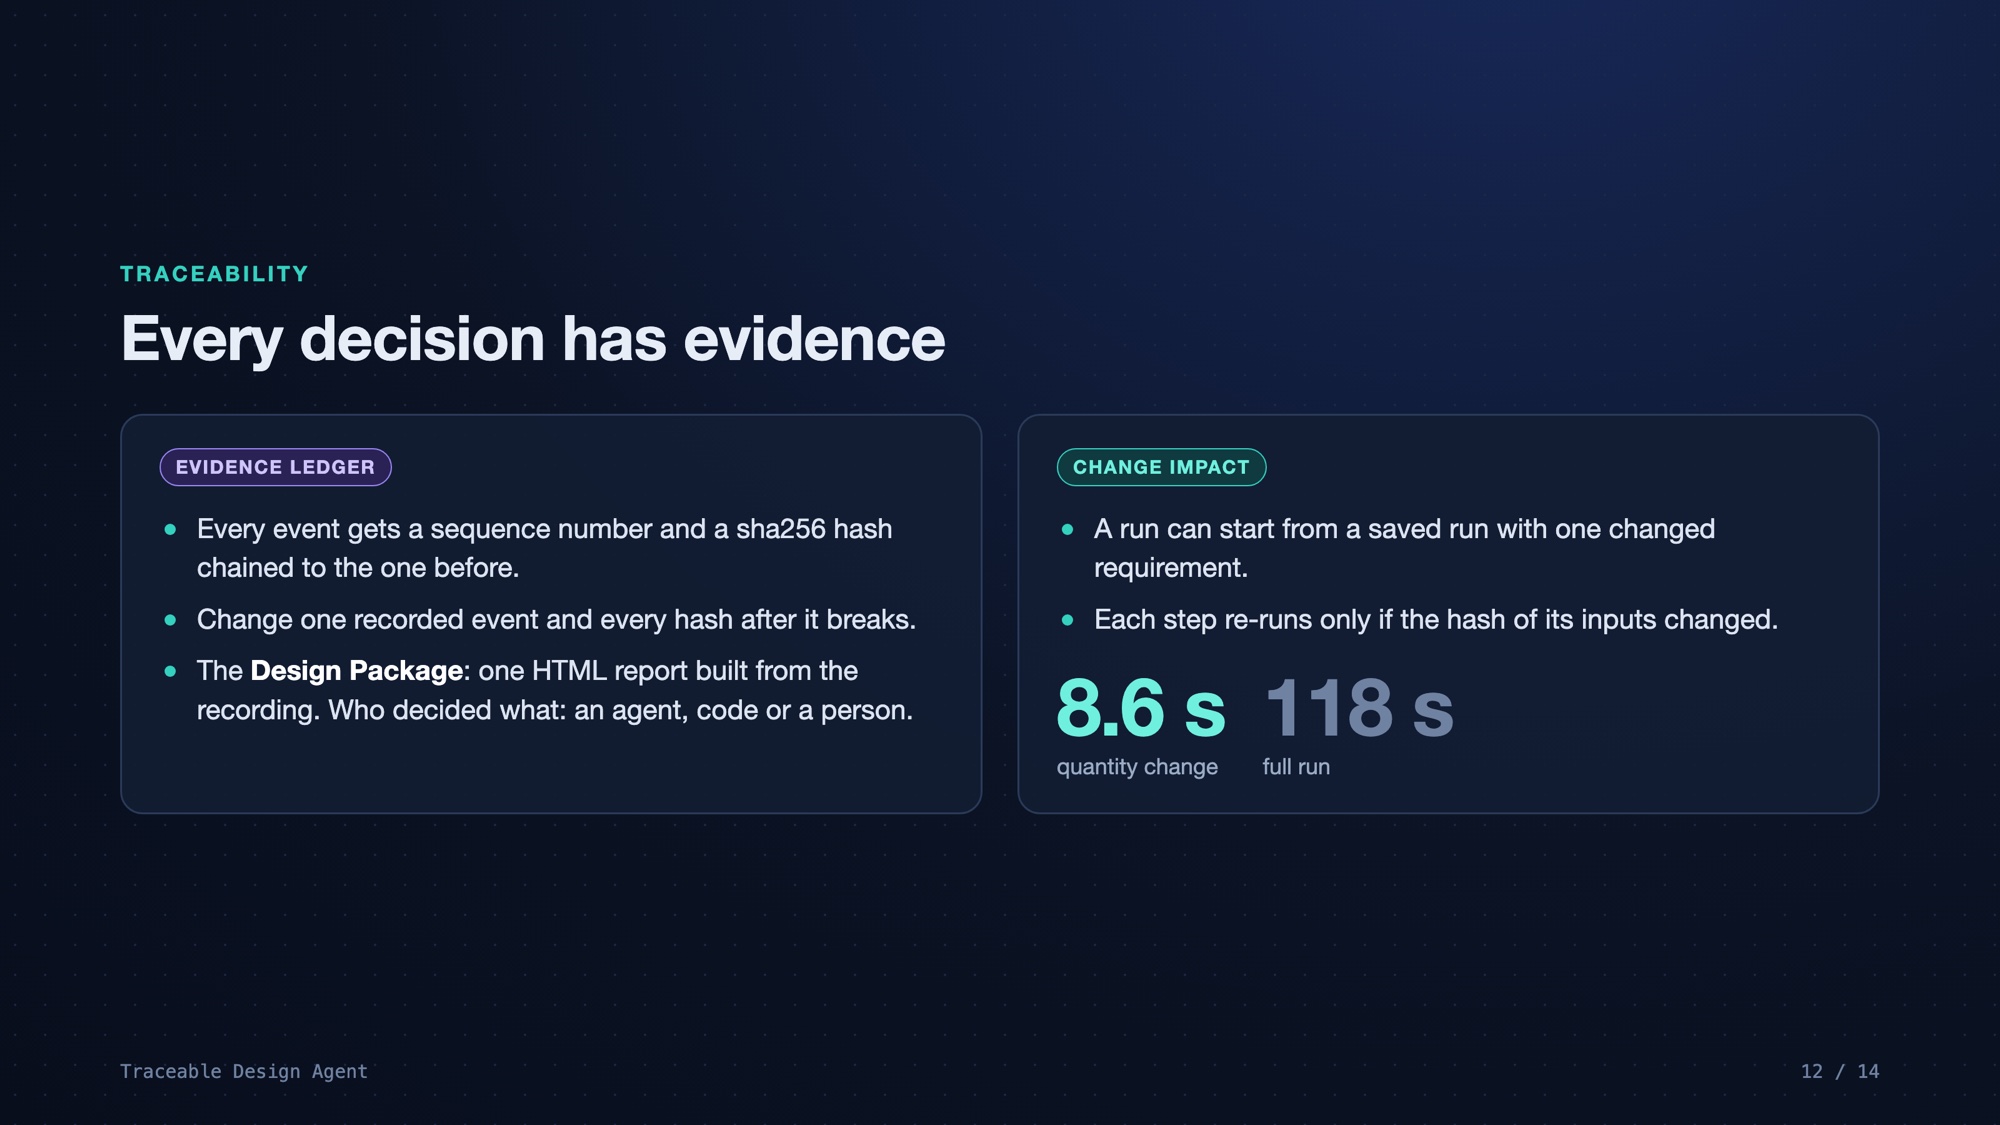 TRACEABILITY
Every decision has evidence
EVIDENCE LEDGER
Every event gets a sequence number and a sha256 hash
chained to the one before.
Change one recorded event and every hash after it breaks.
The Design Package: one HTML report built from the
recording. Who decided what: an agent, code or a person.
CHANGE IMPACT
A run can start from a saved run with one changed
requirement.
Each step re-runs only if the hash of its inputs changed.
8.6 s 118 s
quantity change full run
Traceable Design Agent
12 / 14